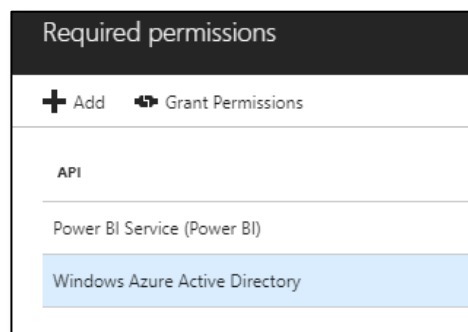 Required permissions
Add Grant Permissions
API
Power BI Service (Power BI)
Windows Azure Active Directory